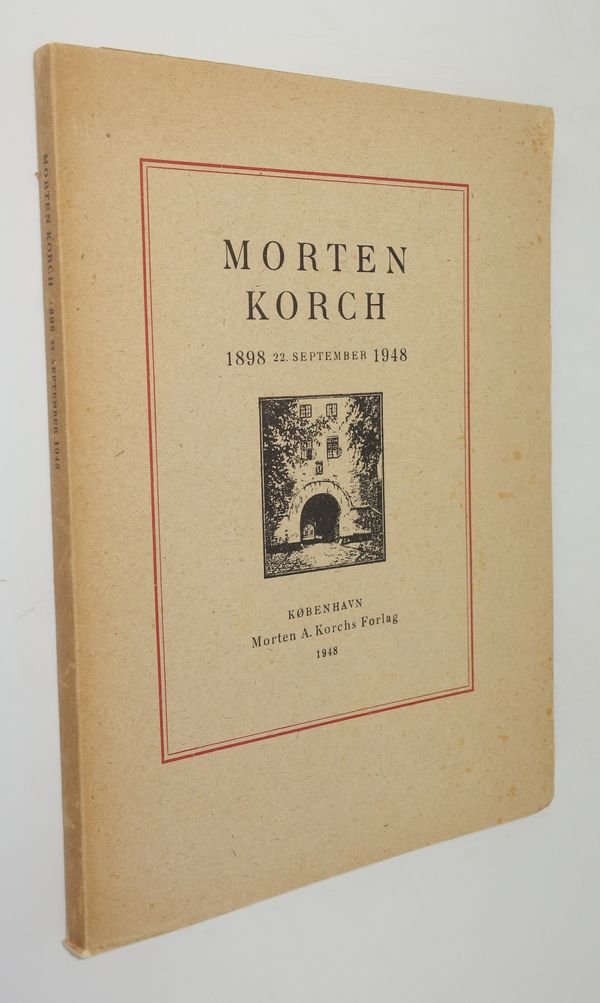 MORTEN
KORCH
1898 22. SEPTEMBER 1948
KØBENHAVN
Morten A. Korchs Forlag
1948
MORTEN KORCH 1898 22. SEPTEMBER 1948